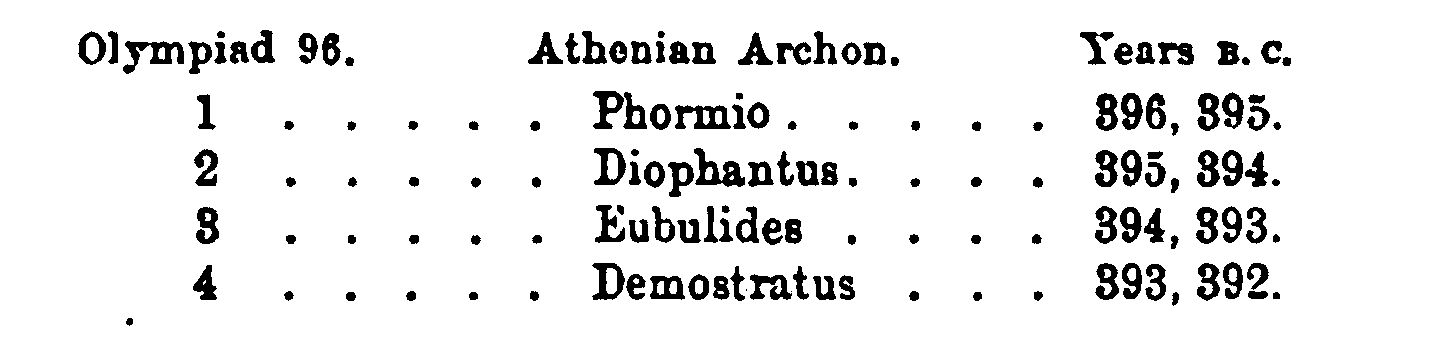 Olympiad 96. Athenian Archon. Years B. C.
1 . . . . . Phormio . . . . . 396, 395.
2 . . . . . Diophantus . . . . 395, 394.
3 . . . . . Eubulides . . . . 394, 393.
4 . . . . . Demostratus . . . 393, 392.